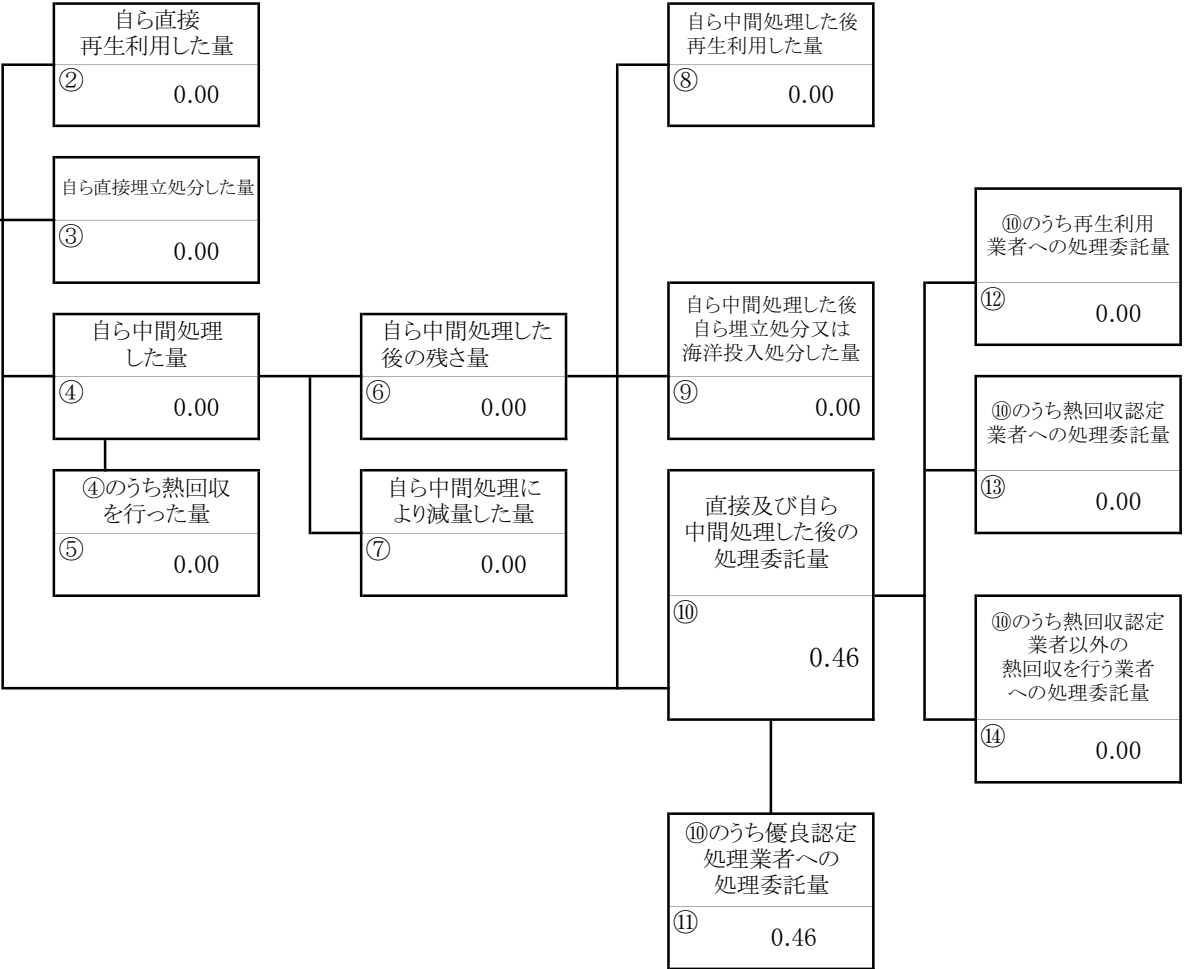 自ら直接
再生利用した量
②
0.00
自ら直接埋立処分した量
③
0.00
自ら中間処理
した量
④
0.00
④のうち熱回収
を行った量
⑤
0.00
自ら中間処理した
後の残さ量
⑥
0.00
自ら中間処理に
より減量した量
⑦
0.00
自ら中間処理した後
再生利用した量
⑧
0.00
自ら中間処理した後
自ら埋立処分又は
海洋投入処分した量
⑨
0.00
直接及び自ら
中間処理した後の
処理委託量
⑩
0.46
⑩のうち優良認定
処理業者への
処理委託量
⑪
0.46
⑩のうち再生利用
業者への処理委託量
⑫
0.00
⑩のうち熱回収認定
業者への処理委託量
⑬
0.00
⑩のうち熱回収認定
業者以外の
熱回収を行う業者
への処理委託量
⑭
0.00